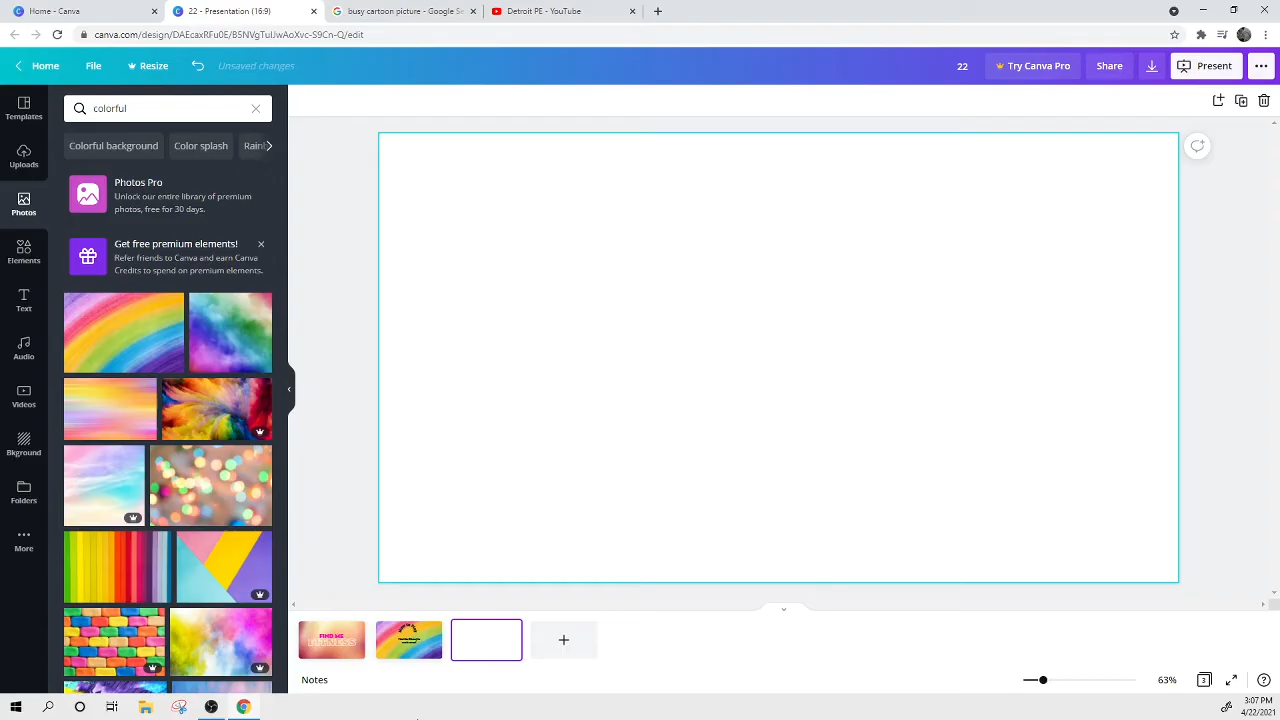 Home - Canva
22 - Presentation (16:9)
busy cartoon picture - Google Se
Detroit PE - YouTube
canva.com/design/DAEcaxRFu0E/B5NVgTuIJwAoXvc-S9Cn-Q/edit
Home
File
Resize
Unsaved changes
22
Try Canva Pro
Share
Present
Templates
Uploads
Photos
Elements
Text
Audio
Videos
Bkground
Folders
More
colorful
Colorful background
Color splash
Photos Pro
Unlock our entire library of premium
photos, free for 30 days.
Get free premium elements!
Refer friends to Canva and earn Canva
Credits to spend on premium elements.
FIND ME
Notes
63%
3
3:07 PM
4/22/2021